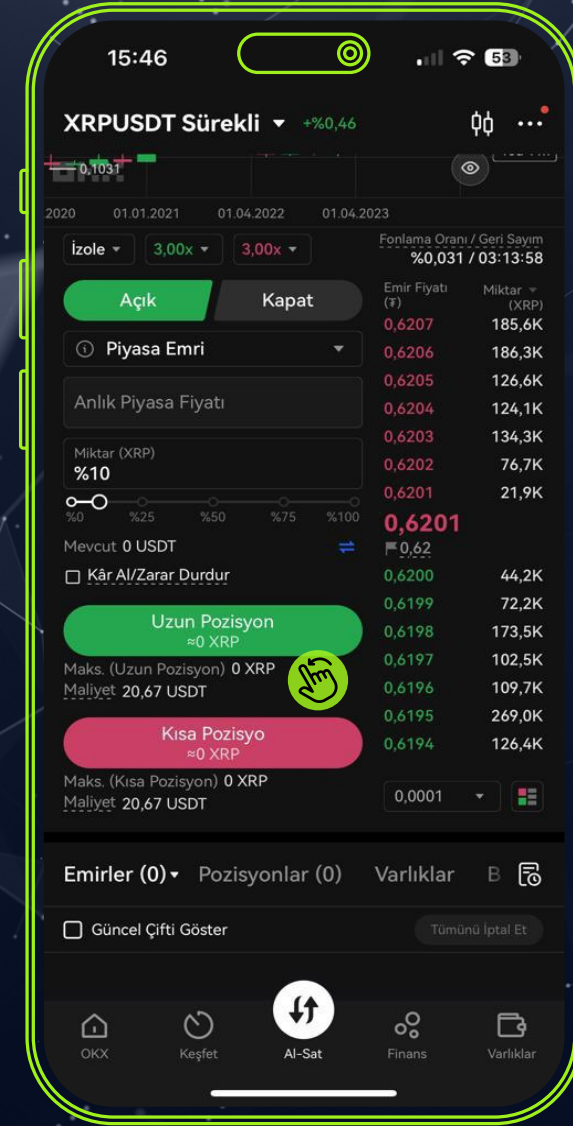 15:46
53
XRPUSDT Sürekli
+%0,46
0,1031
2020 01.01.2021 01.04.2022 01.04.2023
İzole
3,00x
3,00x
Fonlama Oranı / Geri Sayım
%0,031 / 03:13:58
Açık
Kapat
Piyasa Emri
Anlık Piyasa Fiyatı
Miktar (XRP)
%10
%0 %25 %50 %75 %100
Mevcut 0 USDT
Kâr Al/Zarar Durdur
Uzun Pozisyon
≈0 XRP
Maks. (Uzun Pozisyon) 0 XRP
Maliyet 20,67 USDT
Kısa Pozisyo
≈0 XRP
Maks. (Kısa Pozisyon) 0 XRP
Maliyet 20,67 USDT
Emir Fiyatı Miktar
(₮) (XRP)
0,6207 185,6K
0,6206 186,3K
0,6205 126,6K
0,6204 124,1K
0,6203 134,3K
0,6202 76,7K
0,6201 21,9K
0,6201
0,62
0,6200 44,2K
0,6199 72,2K
0,6198 173,5K
0,6197 102,5K
0,6196 109,7K
0,6195 269,0K
0,6194 126,4K
0,0001
Emirler (0) Pozisyonlar (0) Varlıklar B
Güncel Çifti Göster
Tümünü İptal Et
OKX Keşfet Al-Sat Finans Varlıklar